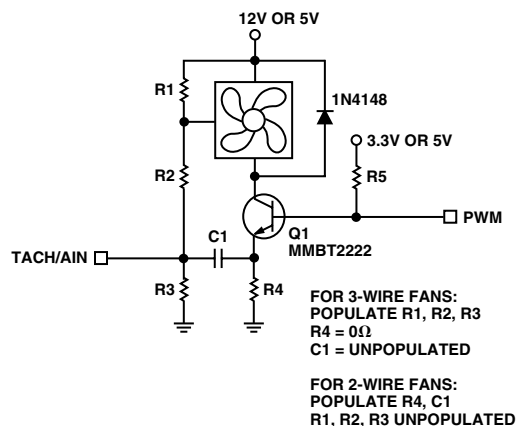 12V OR 5V
R1
1N4148
3.3V OR 5V
R2
R5
PWM
C1
Q1
MMBT2222
TACH/AIN
R3
R4
FOR 3-WIRE FANS:
POPULATE R1, R2, R3
R4 = 0Ω
C1 = UNPOPULATED
FOR 2-WIRE FANS:
POPULATE R4, C1
R1, R2, R3 UNPOPULATED